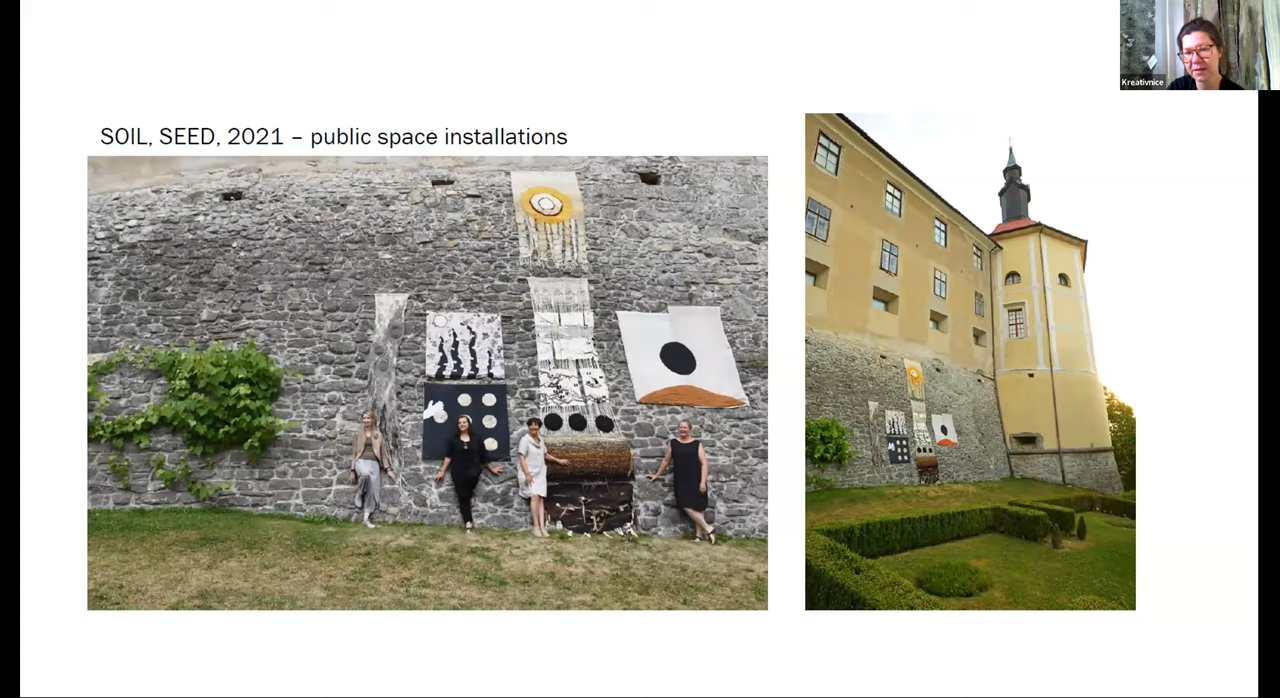 Kreativnice
SOIL, SEED, 2021 – public space installations